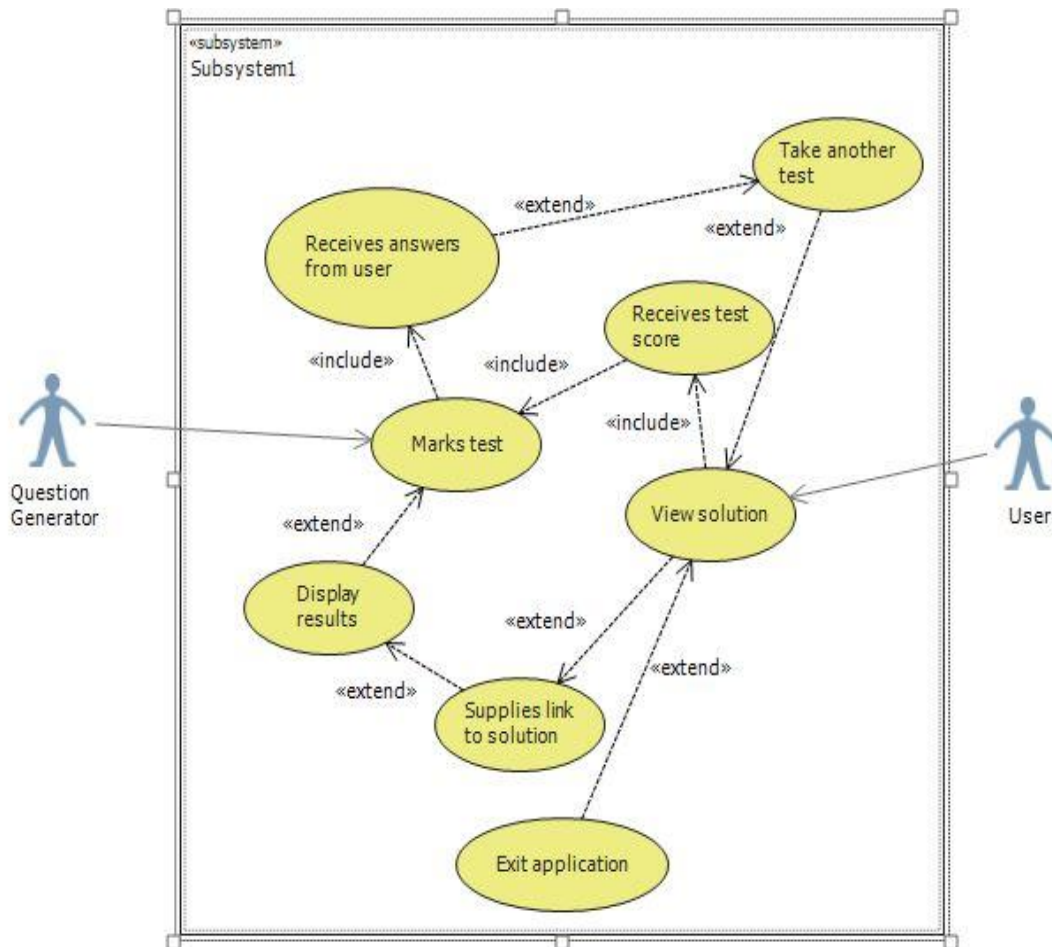 «subsystem»
Subsystem1
Take another
test
«extend»
«extend»
Receives answers
from user
Receives test
score
«include»
«include»
«include»
Marks test
Question
Generator
View solution
User
«extend»
Display
results
«extend»
«extend»
«extend»
Supplies link
to solution
Exit application